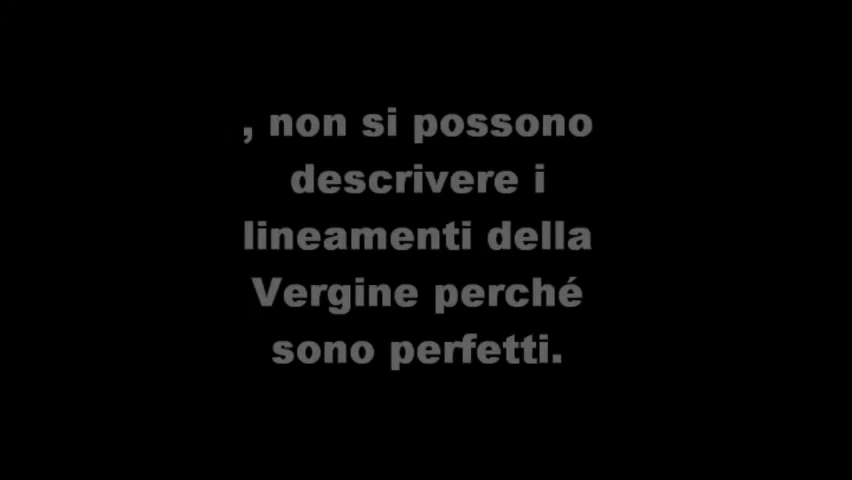 , non si possono
descrivere i
lineamenti della
Vergine perché
sono perfetti.